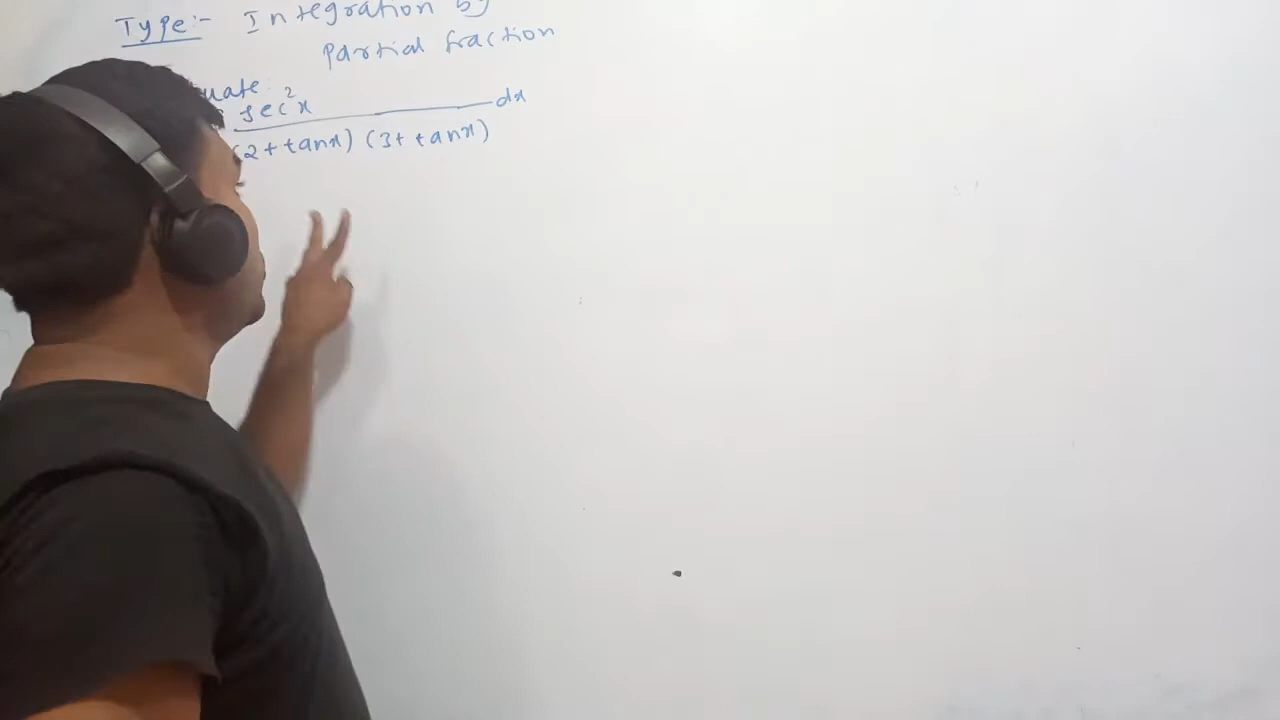 Type:- Integration by
partial fraction
uate:
sec²x dx
(2 + tanx) (3+ tanx)